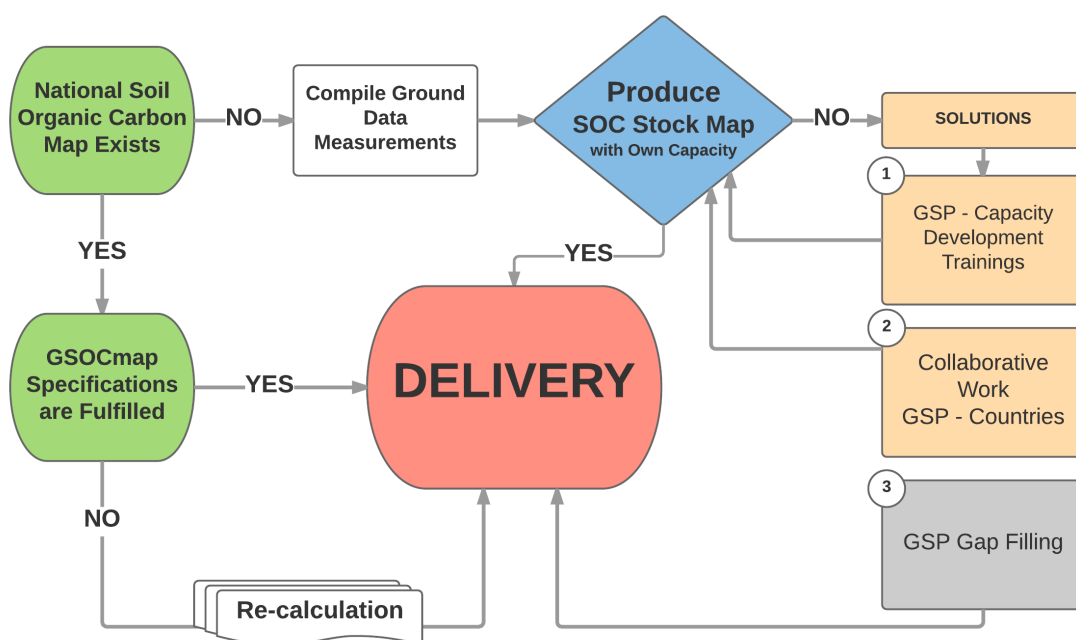 National Soil
Organic Carbon
Map Exists
NO
Compile Ground
Data
Measurements
Produce
SOC Stock Map
with Own Capacity
NO
SOLUTIONS
1
GSP - Capacity
Development
Trainings
YES
YES
2
Collaborative
Work
GSP - Countries
GSOCmap
Specifications
are Fulfilled
YES
DELIVERY
3
GSP Gap Filling
NO
Re-calculation